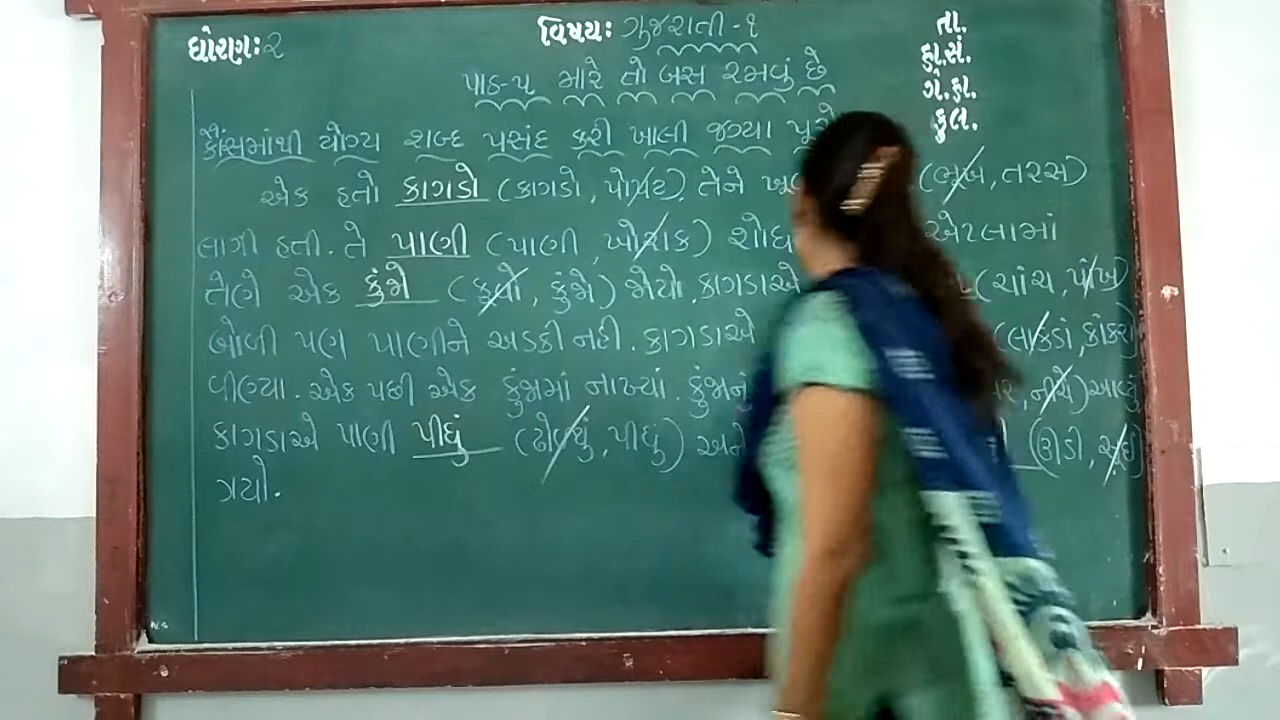 ધોરણઃ ૨
વિષયઃ ગુજરાતી-૧
તા.
હા.સં.
ગે.હા.
કુલ.
પાઠ-૫ મારે તો બસ રમવું છે
કૌંસમાંથી યોગ્ય શબ્દ પસંદ કરી ખાલી જગ્યા
એક હતો કાગડો (કાગડો, પોપટ). તેને (ભૂખ, તરસ)
લાગી હતી. તે પાણી (પાણી, ખોરાક) એટલામાં
તેણે એક કુંજો (કુવો, કુંજો) જોયો. કાગડાએ (ચાંચ, પાંખ)
બોળી પણ પાણીને અડકી નહી. કાગડાએ (લાકડાં, કાંકરા)
વીણ્યા. એક પછી એક કુંજામાં નાખ્યાં. કુંજાનું નીચે) આવ્યું.
કાગડાએ પાણી પીધું (ઢોળ્યું, પીધું) અને (ઊડી, સૂઈ
ગયો.